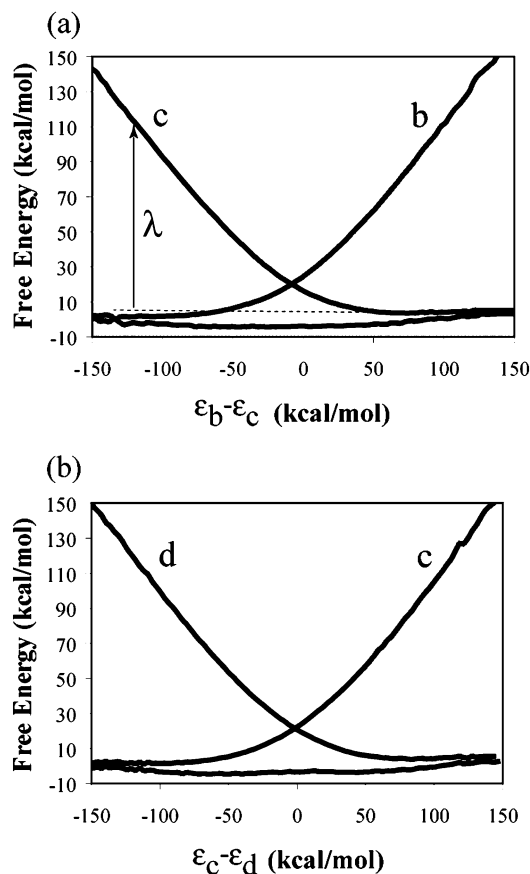 (a)
150
130
110
90
70
50
30
10
-10
Free Energy (kcal/mol)
c
b
λ
-150 -100 -50 0 50 100 150
εb-εc (kcal/mol)
(b)
150
130
110
90
70
50
30
10
-10
Free Energy (kcal/mol)
d
c
-150 -100 -50 0 50 100 150
εc-εd (kcal/mol)